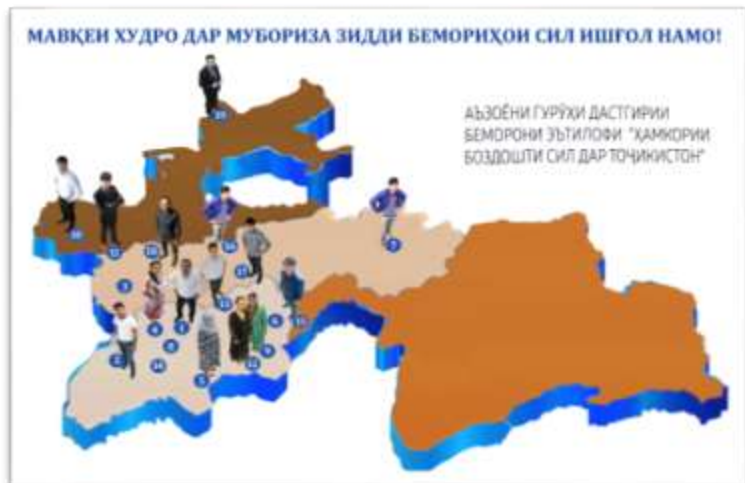 МАВҚЕИ ХУДРО ДАР МУБОРИЗА ЗИДДИ БЕМОРИҲОИ СИЛ ИШҒОЛ НАМО!
АЪЗОЁНИ ГУРӮҲИ ДАСТГИРИИ
БЕМОРОНИ ЭЪТИЛОФИ "ҲАМКОРИИ
БОЗДОШТИ СИЛ ДАР ТОҶИКИСТОН"